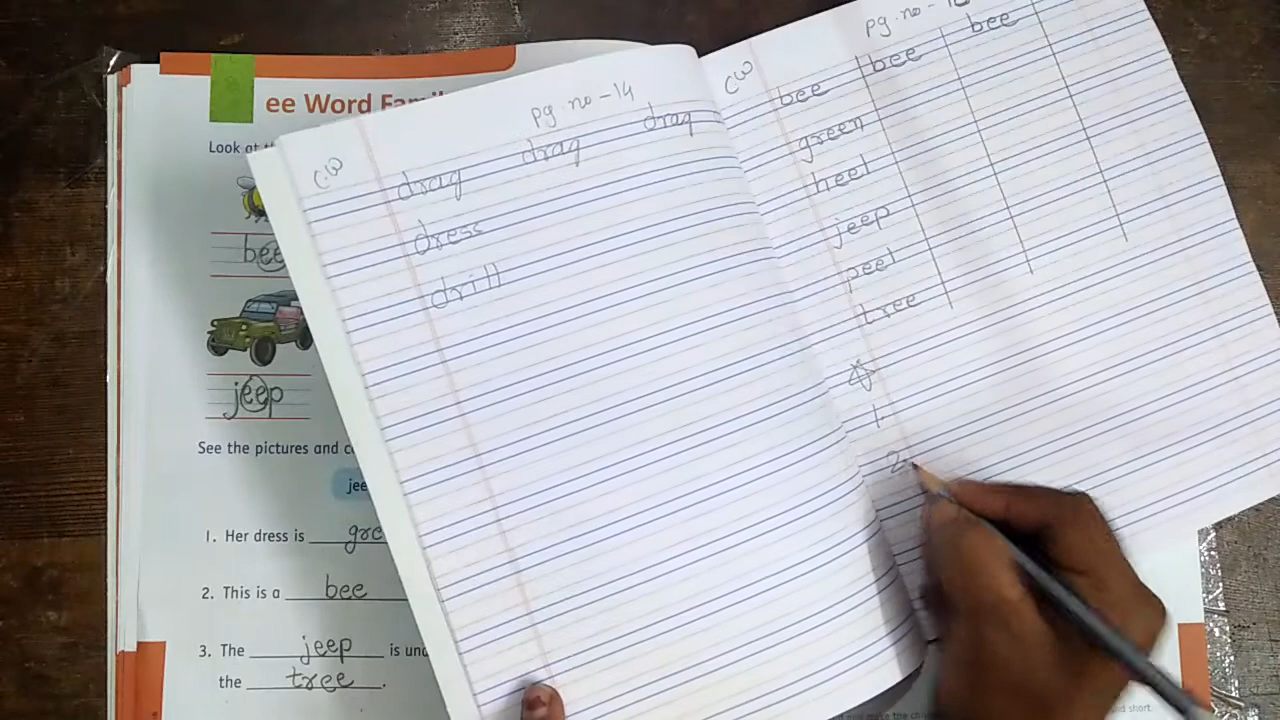 ee Word
Look at
bee
jeep
See the pictures and
jee
1. Her dress is gre
2. This is a bee
3. The jeep is und
the tree.
pg.no-14
cw
drag drag drag
dress
drill
pg.no-
cw
bee bee bee
green
heel
jeep
peel
tree
1.
2.